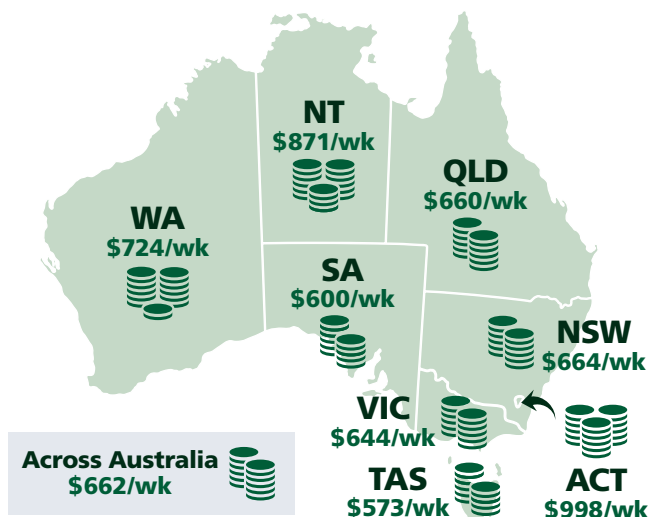 NT
$871/wk
QLD
$660/wk
WA
$724/wk
SA
$600/wk
NSW
$664/wk
VIC
$644/wk
Across Australia
$662/wk
TAS
$573/wk
ACT
$998/wk